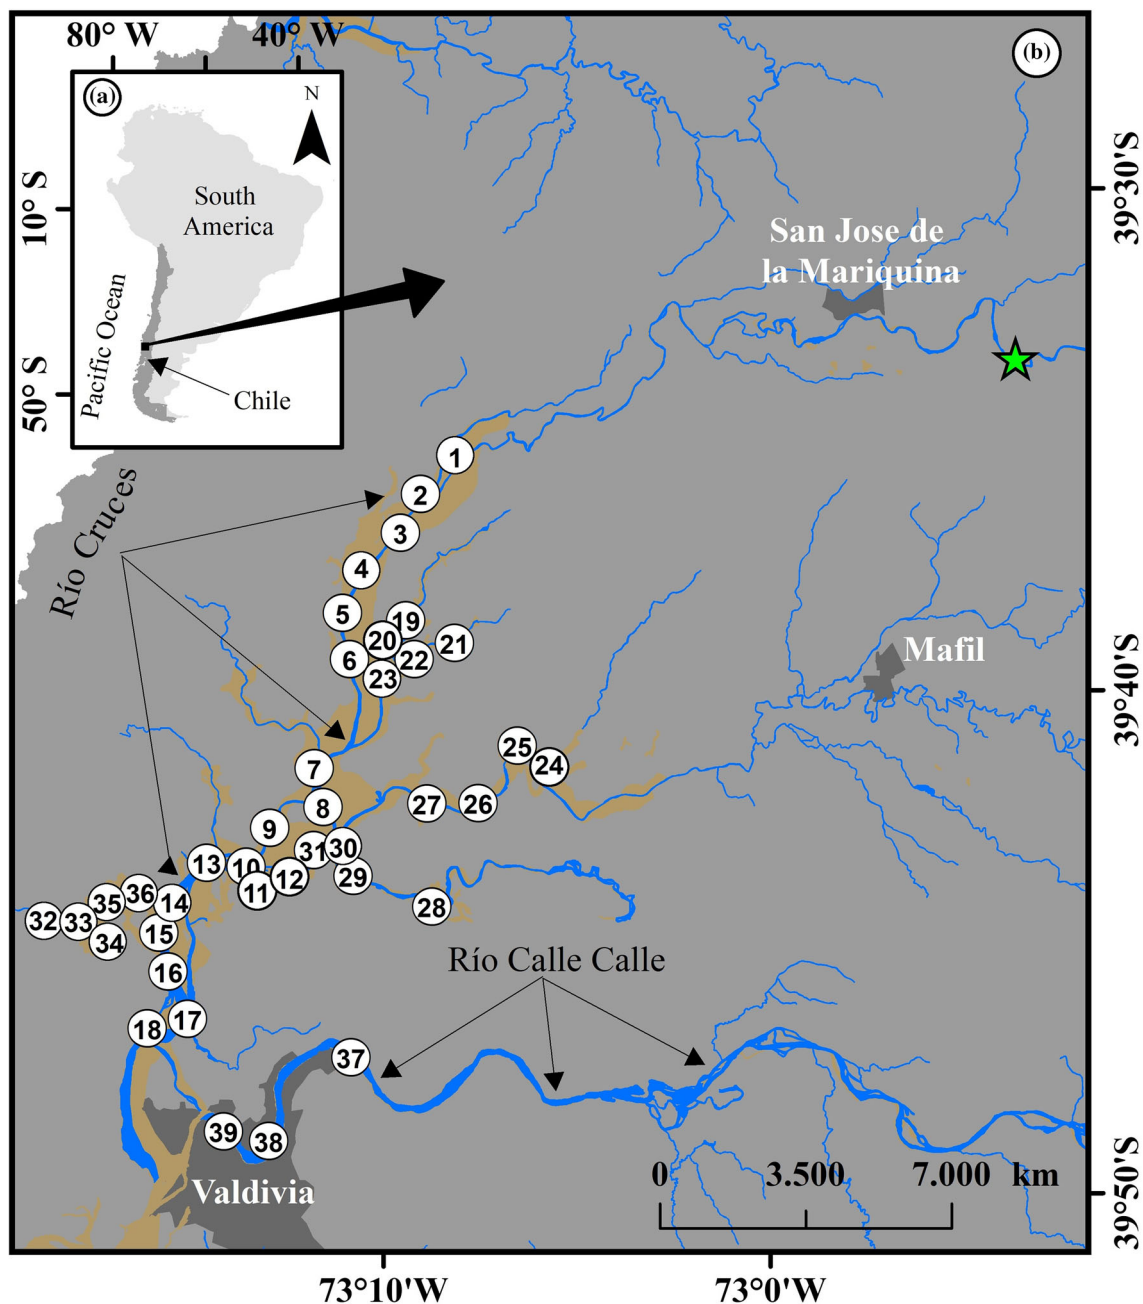 80° W
40° W
(a)
(b)
N
10° S
50° S
South
America
Pacific Ocean
Chile
39°30'S
San Jose de
la Mariquina
1
2
3
Río Cruces
4
5
19
20
21
6
22
23
Mafil
39°40'S
25
24
7
8
27
26
9
31
30
13
10
12
29
11
36
35
14
28
32
33
15
34
Río Calle Calle
16
17
18
37
39
38
Valdivia
0
3.500
7.000
km
39°50'S
73°10'W
73°0'W